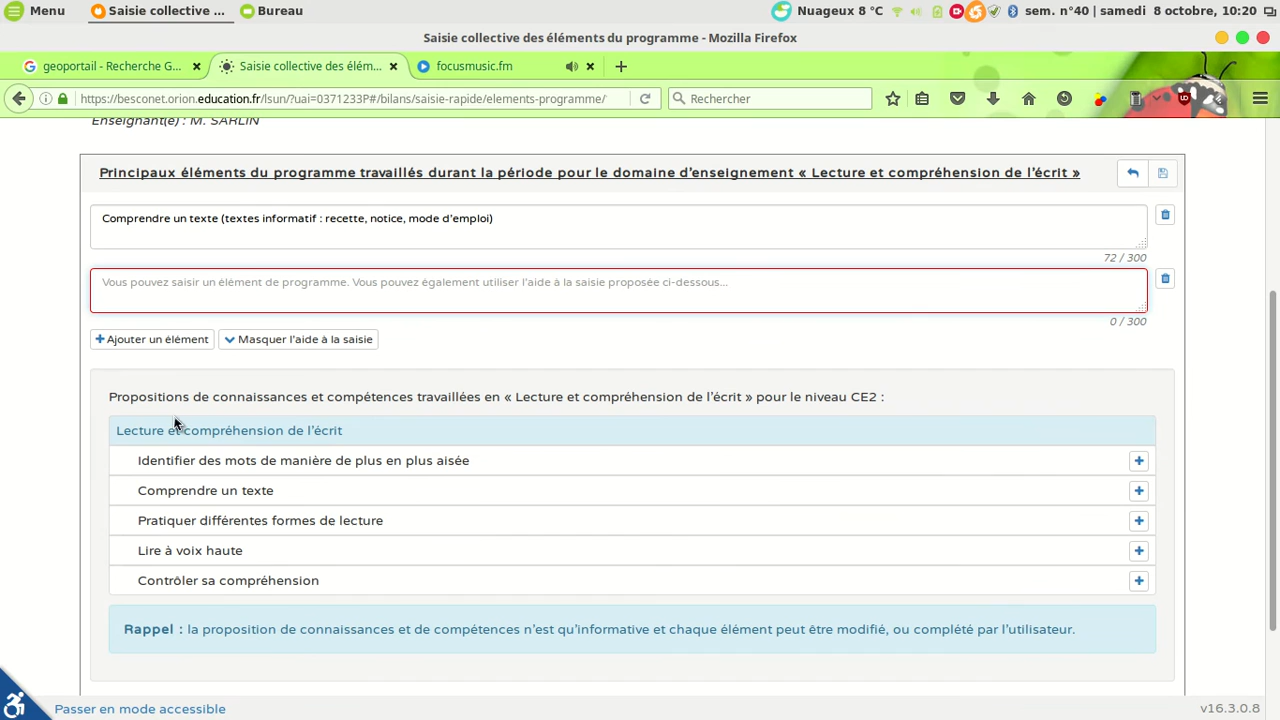 Menu
Saisie collective ...
Bureau
Nuageux 8 °C
sem. n°40 | samedi 8 octobre, 10:20
Saisie collective des éléments du programme - Mozilla Firefox
geoportail - Recherche G...
Saisie collective des élém...
focusmusic.fm
https://besconet.orion.education.fr/lsun/?uai=0371233P#/bilans/saisie-rapide/elements-programme/
Rechercher
Enseignant(e) : M. SARLIN
Principaux éléments du programme travaillés durant la période pour le domaine d'enseignement « Lecture et compréhension de l'écrit »
Comprendre un texte (textes informatif : recette, notice, mode d'emploi)
72 / 300
Vous pouvez saisir un élément de programme. Vous pouvez également utiliser l'aide à la saisie proposée ci-dessous...
0 / 300
Ajouter un élément
Masquer l'aide à la saisie
Propositions de connaissances et compétences travaillées en « Lecture et compréhension de l'écrit » pour le niveau CE2 :
Lecture et compréhension de l'écrit
Identifier des mots de manière de plus en plus aisée
Comprendre un texte
Pratiquer différentes formes de lecture
Lire à voix haute
Contrôler sa compréhension
Rappel : la proposition de connaissances et de compétences n'est qu'informative et chaque élément peut être modifié, ou complété par l'utilisateur.
Passer en mode accessible
v16.3.0.8